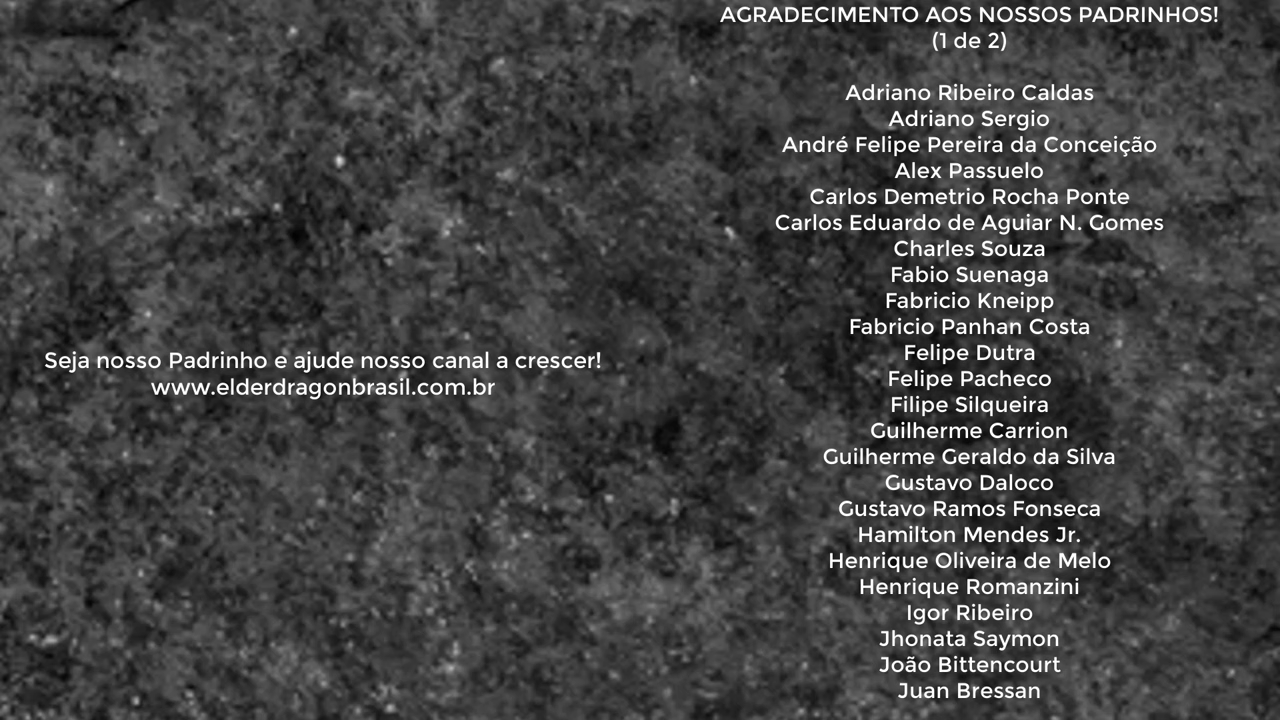 Seja nosso Padrinho e ajude nosso canal a crescer!
www.elderdragonbrasil.com.br
AGRADECIMENTO AOS NOSSOS PADRINHOS!
(1 de 2)
Adriano Ribeiro Caldas
Adriano Sergio
André Felipe Pereira da Conceição
Alex Passuelo
Carlos Demetrio Rocha Ponte
Carlos Eduardo de Aguiar N. Gomes
Charles Souza
Fabio Suenaga
Fabricio Kneipp
Fabricio Panhan Costa
Felipe Dutra
Felipe Pacheco
Filipe Silqueira
Guilherme Carrion
Guilherme Geraldo da Silva
Gustavo Daloco
Gustavo Ramos Fonseca
Hamilton Mendes Jr.
Henrique Oliveira de Melo
Henrique Romanzini
Igor Ribeiro
Jhonata Saymon
João Bittencourt
Juan Bressan